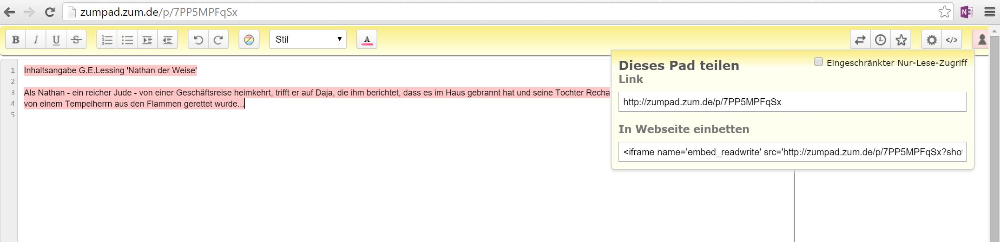 zumpad.zum.de/p/7PP5MPFqSx
B I U S Stil A </>
Dieses Pad teilen
Eingeschränkter Nur-Lese-Zugriff
Link
http://zumpad.zum.de/p/7PP5MPFqSx
In Webseite einbetten
<iframe name='embed_readwrite' src='http://zumpad.zum.de/p/7PP5MPFqSx?show
1 Inhaltsangabe G.E.Lessing 'Nathan der Weise'
2
3 Als Nathan - ein reicher Jude - von einer Geschäftsreise heimkehrt, trifft er auf Daja, die ihm berichtet, dass es im Haus gebrannt hat und seine Tochter Recha
4 von einem Tempelherrn aus den Flammen gerettet wurde...
5